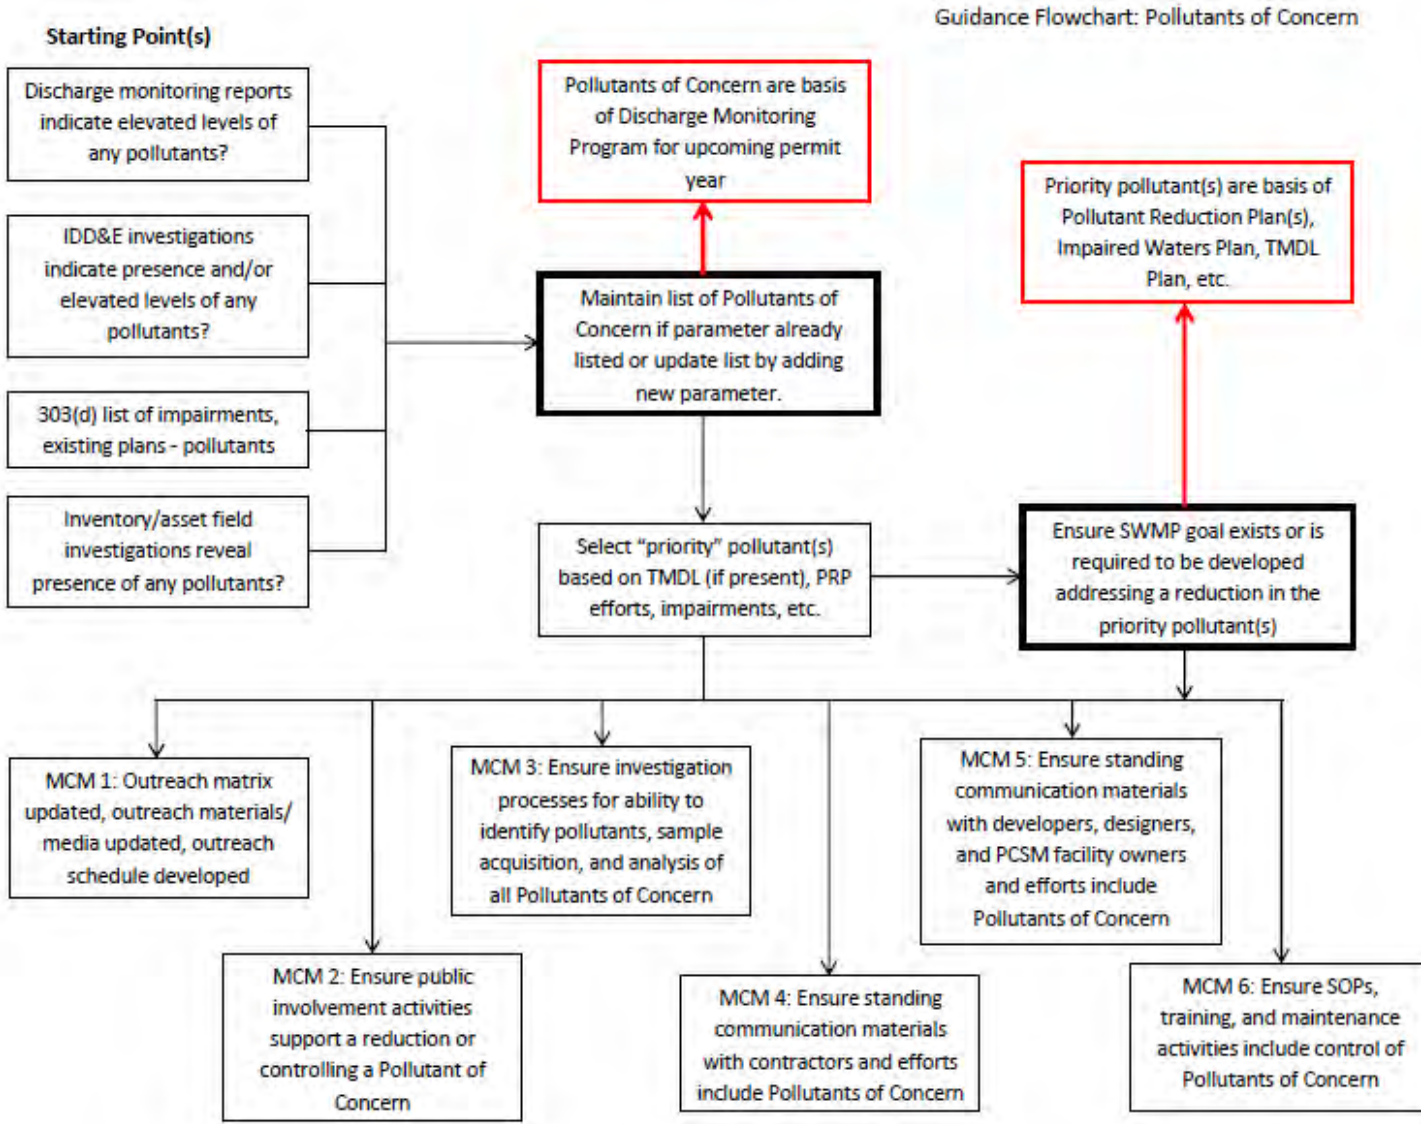 Guidance Flowchart: Pollutants of Concern
Starting Point(s)
Discharge monitoring reports
indicate elevated levels of
any pollutants?
IDD&E investigations
indicate presence and/or
elevated levels of any
pollutants?
303(d) list of impairments,
existing plans - pollutants
Inventory/asset field
investigations reveal
presence of any pollutants?
Pollutants of Concern are basis
of Discharge Monitoring
Program for upcoming permit
year
Maintain list of Pollutants of
Concern if parameter already
listed or update list by adding
new parameter.
Select “priority” pollutant(s)
based on TMDL (if present), PRP
efforts, impairments, etc.
Priority pollutant(s) are basis of
Pollutant Reduction Plan(s),
Impaired Waters Plan, TMDL
Plan, etc.
Ensure SWMP goal exists or is
required to be developed
addressing a reduction in the
priority pollutant(s)
MCM 1: Outreach matrix
updated, outreach materials/
media updated, outreach
schedule developed
MCM 2: Ensure public
involvement activities
support a reduction or
controlling a Pollutant of
Concern
MCM 3: Ensure investigation
processes for ability to
identify pollutants, sample
acquisition, and analysis of
all Pollutants of Concern
MCM 4: Ensure standing
communication materials
with contractors and efforts
include Pollutants of Concern
MCM 5: Ensure standing
communication materials
with developers, designers,
and PCSM facility owners
and efforts include
Pollutants of Concern
MCM 6: Ensure SOPs,
training, and maintenance
activities include control of
Pollutants of Concern